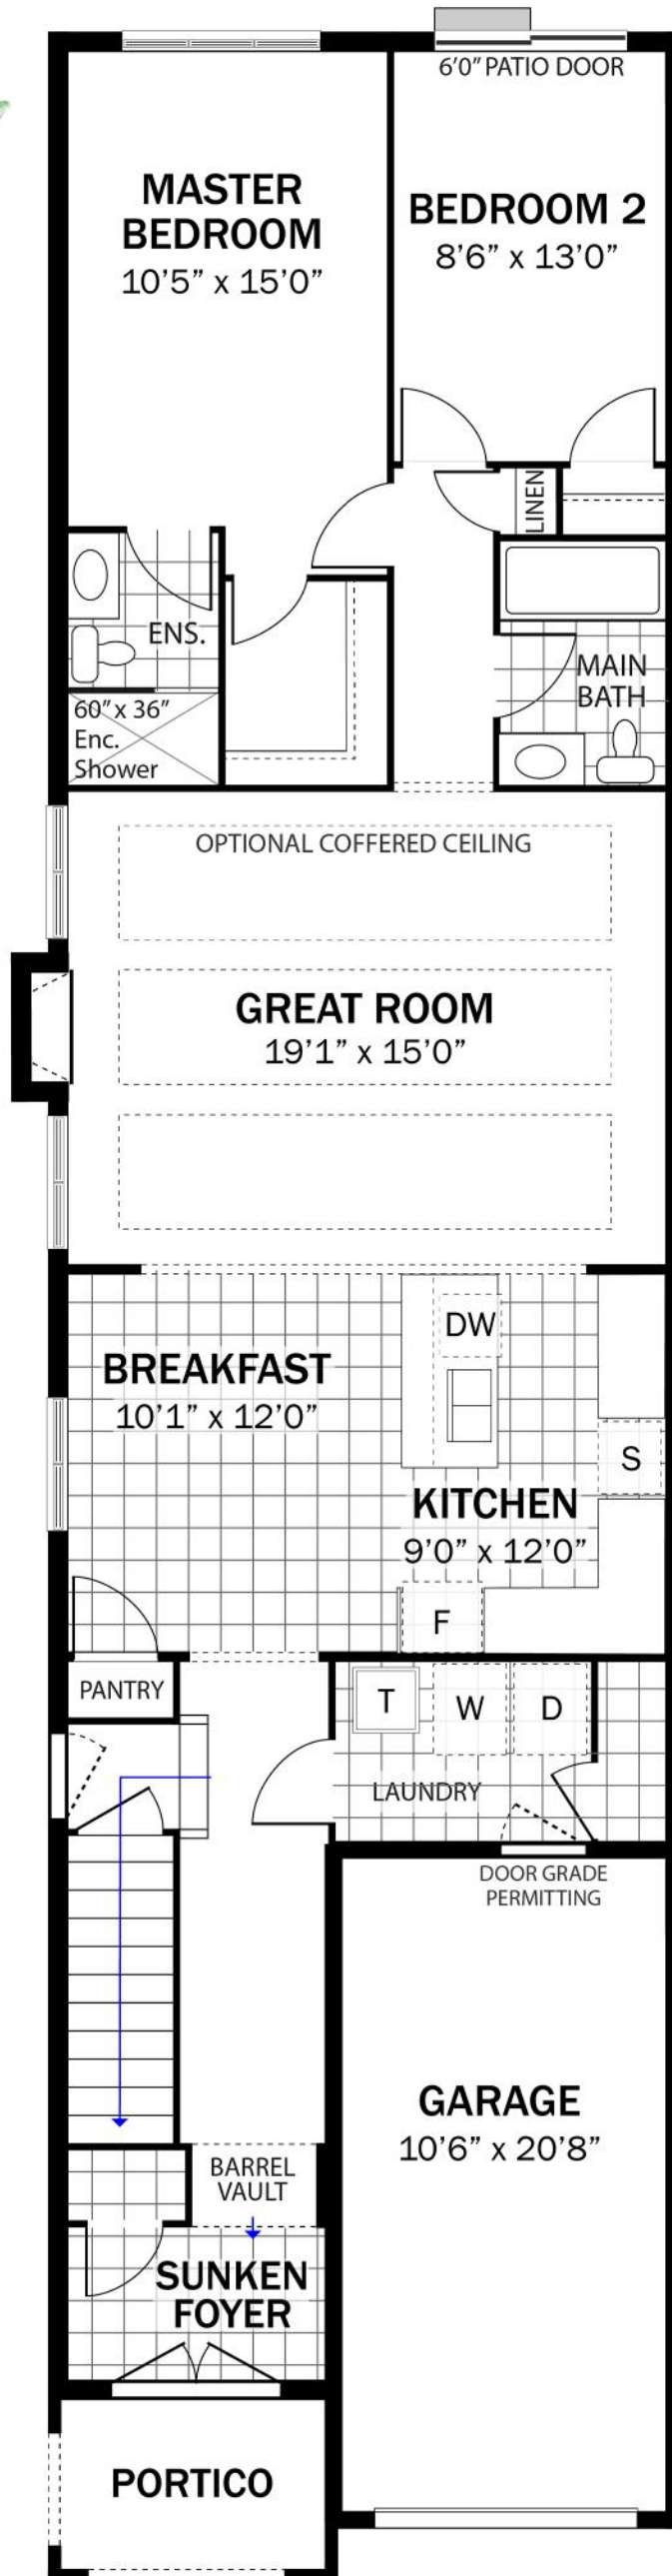 6'0” PATIO DOOR
MASTER
BEDROOM
10'5” x 15'0”
BEDROOM 2
8'6” x 13'0”
LINEN
ENS.
60” x 36”
Enc.
Shower
MAIN
BATH
OPTIONAL COFFERED CEILING
GREAT ROOM
19'1” x 15'0”
DW
BREAKFAST
10'1” x 12'0”
S
KITCHEN
9'0” x 12'0”
F
PANTRY
T
W
D
LAUNDRY
DOOR GRADE
PERMITTING
GARAGE
10'6” x 20'8”
BARREL
VAULT
SUNKEN
FOYER
PORTICO